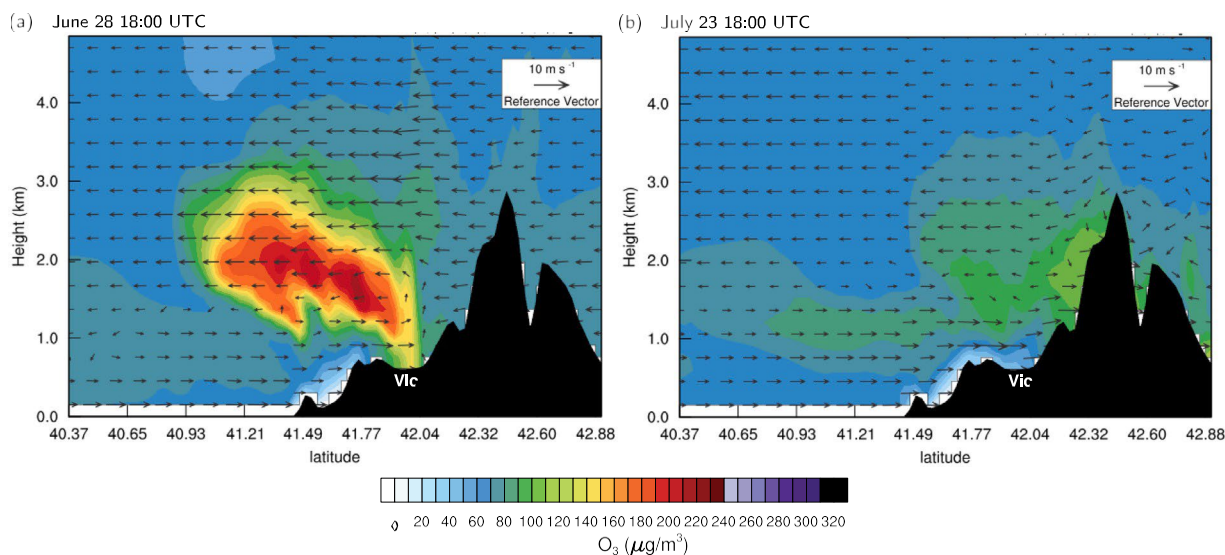 (a) June 28 18:00 UTC
(b) July 23 18:00 UTC
10 m s⁻¹
Reference Vector
10 m s⁻¹
Reference Vector
Height (km)
4.0
3.0
2.0
1.0
0.0
Vic
40.37 40.65 40.93 41.21 41.49 41.77 42.04 42.32 42.60 42.88
latitude
Height (km)
4.0
3.0
2.0
1.0
0.0
Vic
40.37 40.65 40.93 41.21 41.49 41.77 42.04 42.32 42.60 42.88
latitude
0 20 40 60 80 100 120 140 160 180 200 220 240 260 280 300 320
O₃ (μg/m³)